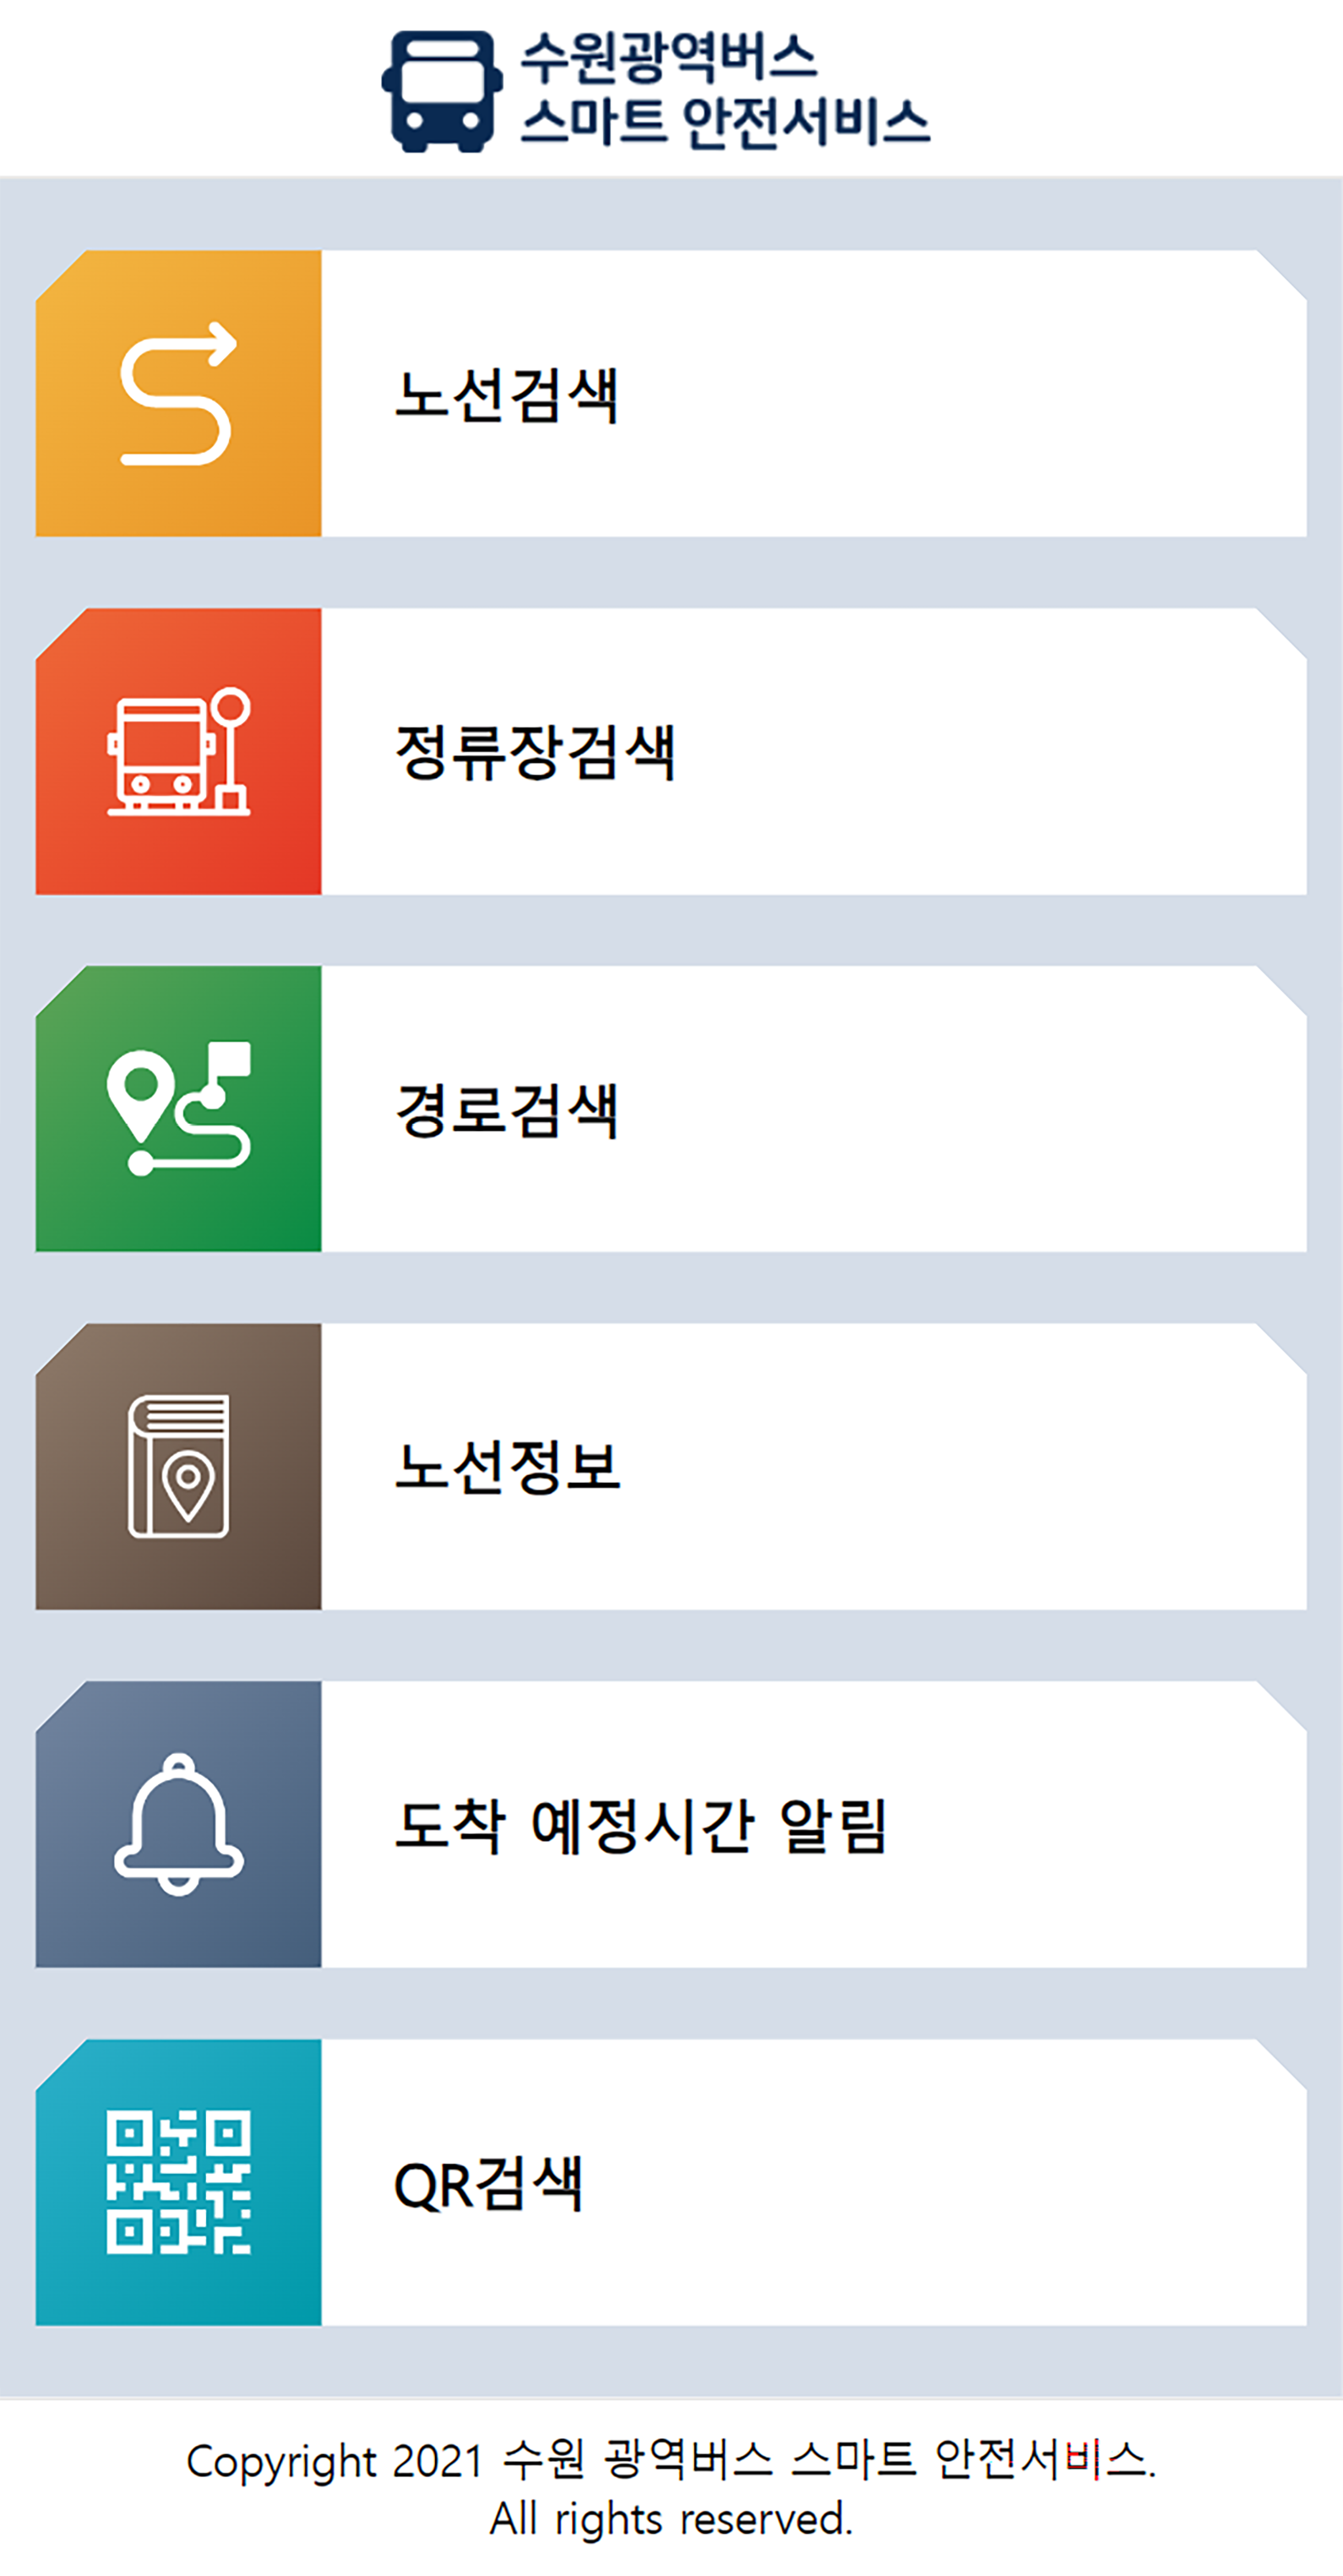 수원광역버스
스마트 안전서비스
노선검색
정류장검색
경로검색
노선정보
도착 예정시간 알림
QR검색
Copyright 2021 수원 광역버스 스마트 안전서비스.
All rights reserved.